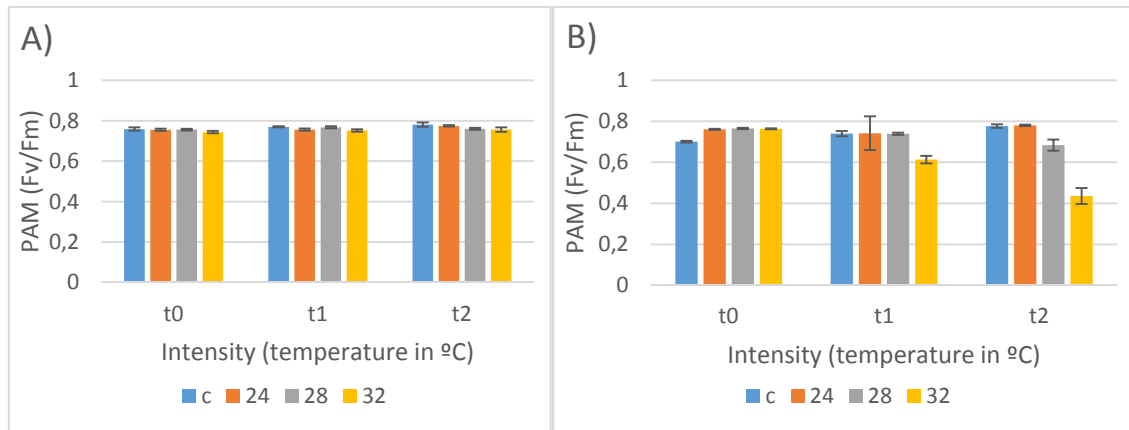 A)
1
0,8
0,6
0,4
0,2
0
PAM (Fv/Fm)
t0 t1 t2
Intensity (temperature in ºC)
c 24 28 32
B)
1
0,8
0,6
0,4
0,2
0
PAM (Fv/Fm)
t0 t1 t2
Intensity (temperature in ºC)
c 24 28 32